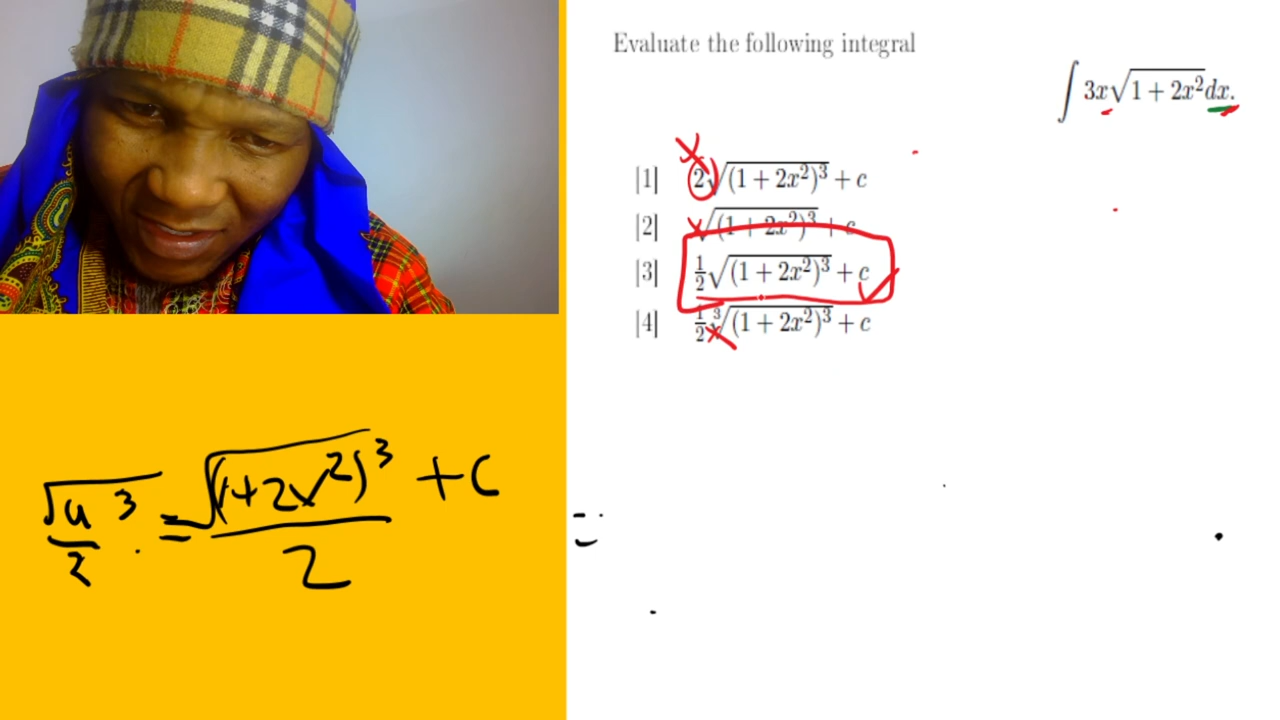 Evaluate the following integral
∫ 3x√(1 + 2x²)dx.
|1| 2√(1 + 2x²)³ + c
|2| √(1 + 2x²)³ + c
|3| ½√(1 + 2x²)³ + c
|4| ½∛(1 + 2x²)³ + c
√u³/2 = √(1+2x²)³/2 + c
=